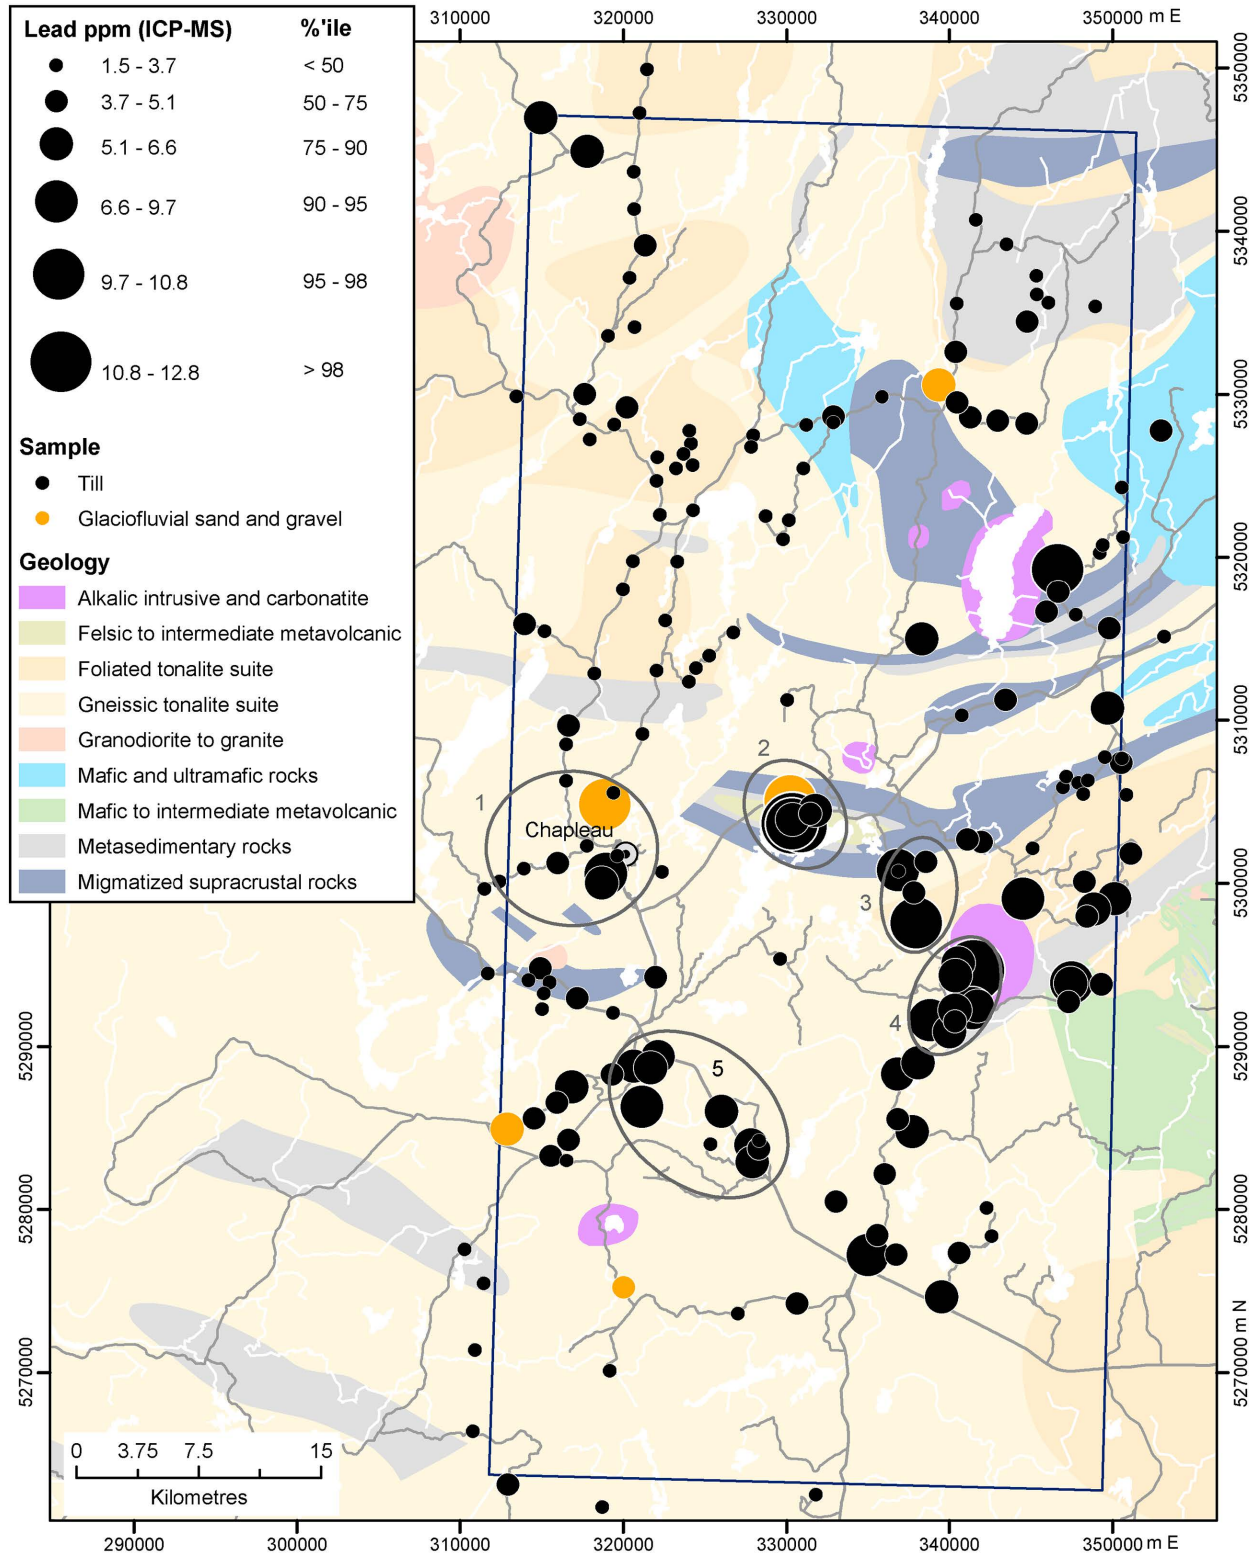 310000 320000 330000 340000 350000 m E
Lead ppm (ICP-MS) %'ile
1.5 - 3.7 < 50
3.7 - 5.1 50 - 75
5.1 - 6.6 75 - 90
6.6 - 9.7 90 - 95
9.7 - 10.8 95 - 98
10.8 - 12.8 > 98
Sample
Till
Glaciofluvial sand and gravel
Geology
Alkalic intrusive and carbonatite
Felsic to intermediate metavolcanic
Foliated tonalite suite
Gneissic tonalite suite
Granodiorite to granite
Mafic and ultramafic rocks
Mafic to intermediate metavolcanic
Metasedimentary rocks
Migmatized supracrustal rocks
5350000
5340000
5330000
5320000
5310000
5300000
5290000
5280000
5270000 m N
1
Chapleau
2
3
4
5
5290000
5280000
5270000
0 3.75 7.5 15
Kilometres
290000 300000 310000 320000 330000 340000 350000 m E